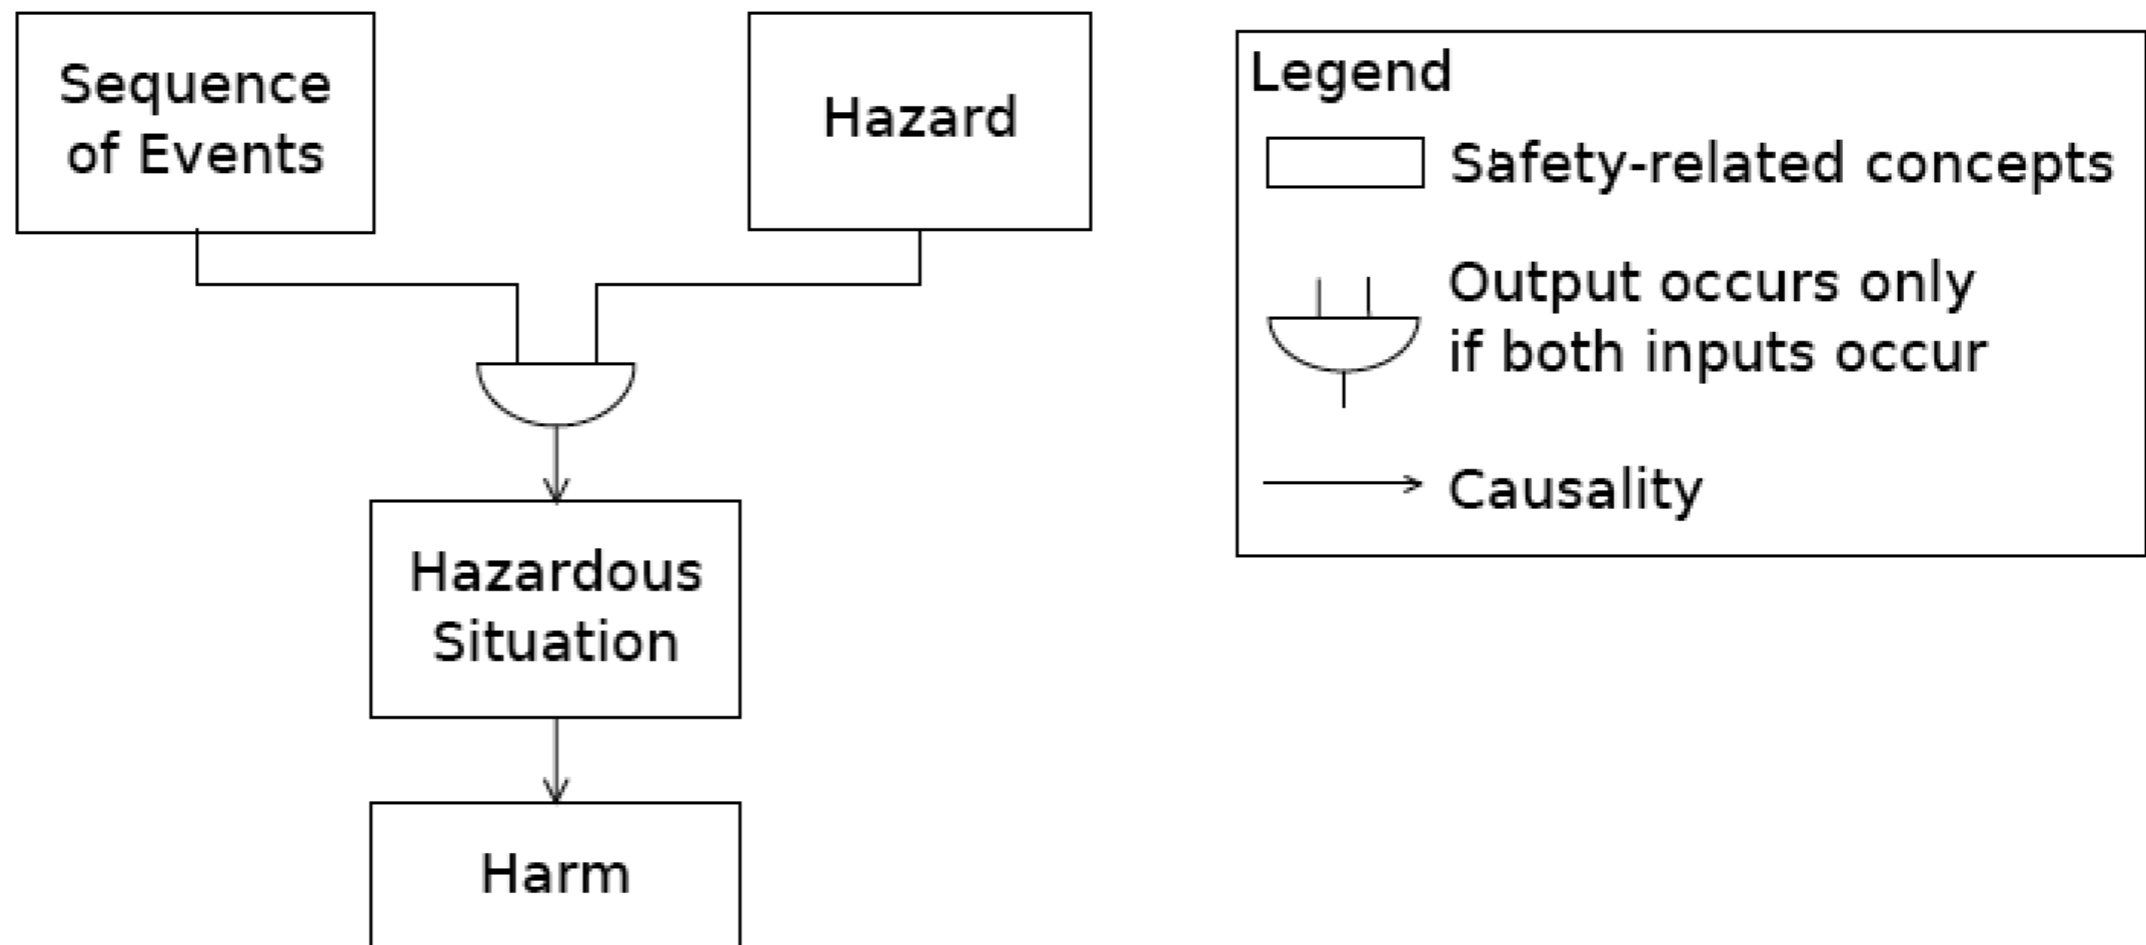 Sequence
of Events
Hazard
Hazardous
Situation
Harm
Legend
Safety-related concepts
Output occurs only
if both inputs occur
Causality